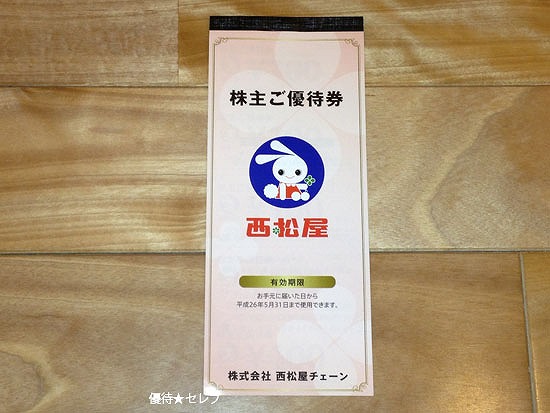 株主ご優待券
西松屋
有効期限
お手元に届いた日から
平成26年5月31日まで使用できます。
株式会社 西松屋チェーン
優待★セレブ